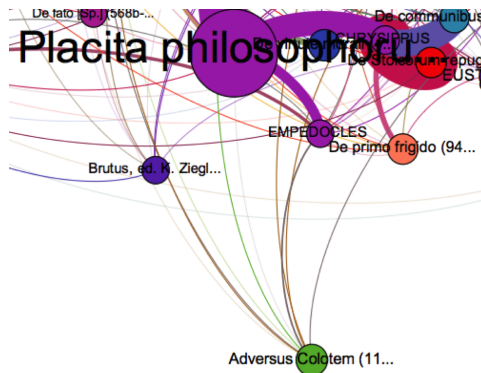 De fato [Sp.] (568b-...
De communibus
CHRYSIPPUS
Placita philosophoru
De Stoicorum repug
EUST
EMPEDOCLES
De primo frigido (94...
Brutus, ed. K. Ziegl...
Adversus Colotem (11...